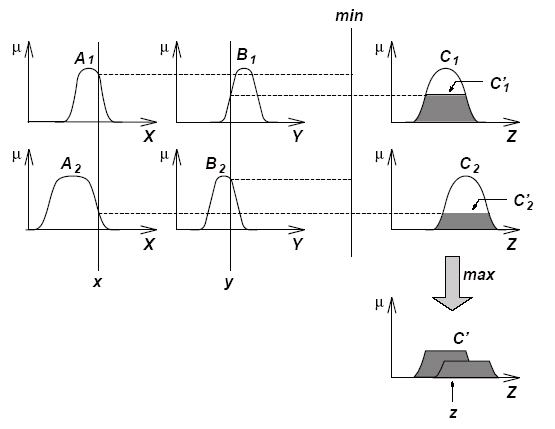 min
μ A1 X
μ B1 Y
μ C1 C'1 Z
μ A2 X
μ B2 Y
μ C2 C'2 Z
x
y
max
μ C' Z
z